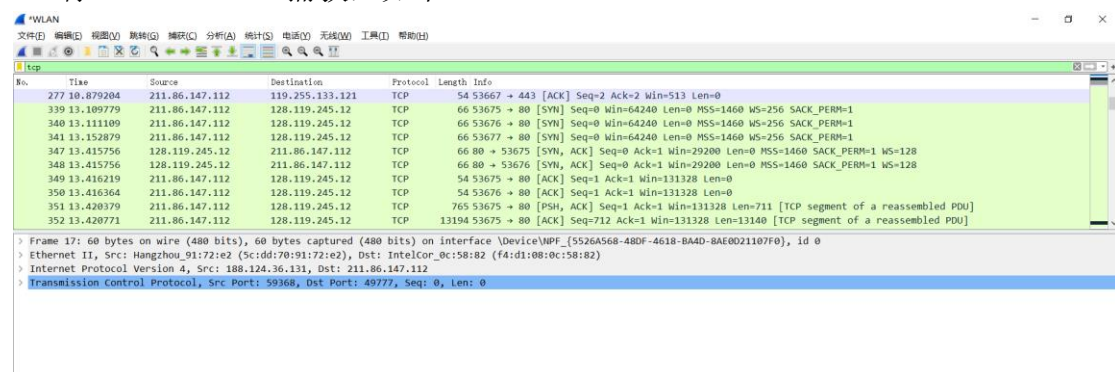 *WLAN
文件(F) 编辑(E) 视图(V) 跳转(G) 捕获(C) 分析(A) 统计(S) 电话(Y) 无线(W) 工具(T) 帮助(H)
tcp
No. Time Source Destination Protocol Length Info
277 10.879204 211.86.147.112 119.255.133.121 TCP 54 53667 → 443 [ACK] Seq=2 Ack=2 Win=513 Len=0
339 13.109779 211.86.147.112 128.119.245.12 TCP 66 53675 → 80 [SYN] Seq=0 Win=64240 Len=0 MSS=1460 WS=256 SACK_PERM=1
340 13.111109 211.86.147.112 128.119.245.12 TCP 66 53676 → 80 [SYN] Seq=0 Win=64240 Len=0 MSS=1460 WS=256 SACK_PERM=1
341 13.152879 211.86.147.112 128.119.245.12 TCP 66 53677 → 80 [SYN] Seq=0 Win=64240 Len=0 MSS=1460 WS=256 SACK_PERM=1
347 13.415756 128.119.245.12 211.86.147.112 TCP 66 80 → 53675 [SYN, ACK] Seq=0 Ack=1 Win=29200 Len=0 MSS=1460 SACK_PERM=1 WS=128
348 13.415756 128.119.245.12 211.86.147.112 TCP 66 80 → 53676 [SYN, ACK] Seq=0 Ack=1 Win=29200 Len=0 MSS=1460 SACK_PERM=1 WS=128
349 13.416219 211.86.147.112 128.119.245.12 TCP 54 53675 → 80 [ACK] Seq=1 Ack=1 Win=131328 Len=0
350 13.416364 211.86.147.112 128.119.245.12 TCP 54 53676 → 80 [ACK] Seq=1 Ack=1 Win=131328 Len=0
351 13.420379 211.86.147.112 128.119.245.12 TCP 765 53675 → 80 [PSH, ACK] Seq=1 Ack=1 Win=131328 Len=711 [TCP segment of a reassembled PDU]
352 13.420771 211.86.147.112 128.119.245.12 TCP 13194 53675 → 80 [ACK] Seq=712 Ack=1 Win=131328 Len=13140 [TCP segment of a reassembled PDU]
> Frame 17: 60 bytes on wire (480 bits), 60 bytes captured (480 bits) on interface \Device\NPF_{5526A568-48DF-4618-BA4D-8AE0D21107F0}, id 0
> Ethernet II, Src: Hangzhou_91:72:e2 (5c:dd:70:91:72:e2), Dst: IntelCor_0c:58:82 (f4:d1:08:0c:58:82)
> Internet Protocol Version 4, Src: 188.124.36.131, Dst: 211.86.147.112
> Transmission Control Protocol, Src Port: 59368, Dst Port: 49777, Seq: 0, Len: 0